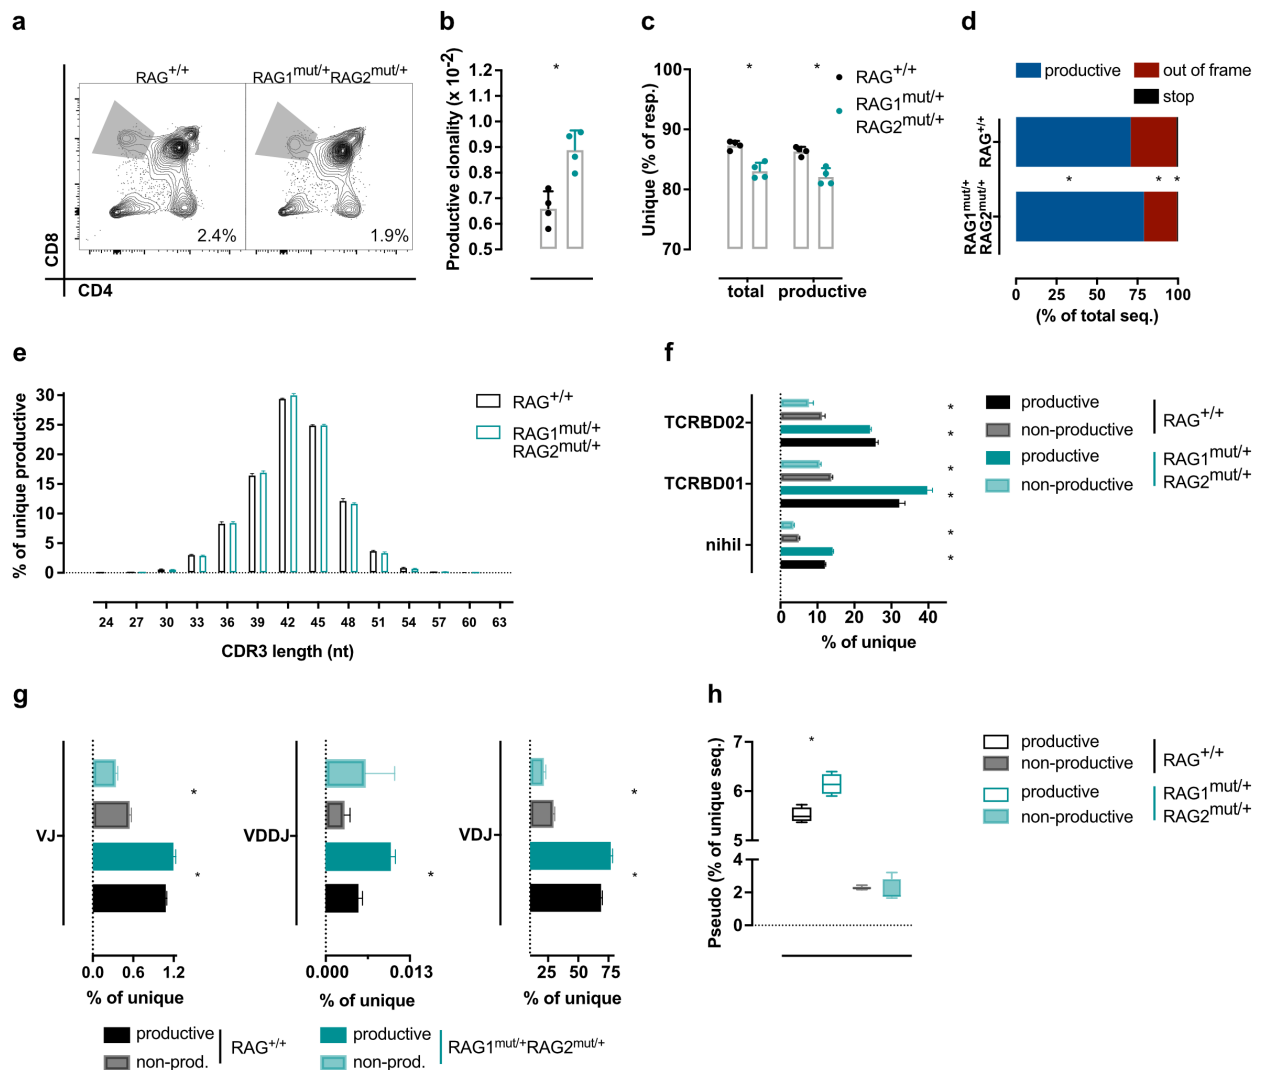 a
RAG+/+
RAG1mut/+RAG2mut/+
CD8
2.4%
1.9%
CD4
b
Productive clonality (x 10-2)
1.2
1.1
1.0
0.9
0.8
0.7
0.6
0.5
*
c
Unique (% of resp.)
100
90
80
70
* *
RAG+/+
RAG1mut/+
RAG2mut/+
total productive
d
productive
out of frame
stop
RAG+/+
* * *
RAG1mut/+
RAG2mut/+
0 25 50 75 100
(% of total seq.)
e
% of unique productive
30
25
20
15
10
5
0
RAG+/+
RAG1mut/+
RAG2mut/+
24 27 30 33 36 39 42 45 48 51 54 57 60 63
CDR3 length (nt)
f
TCRBD02
*
*
TCRBD01
*
*
nihil
*
*
0 10 20 30 40
% of unique
productive
non-productive
RAG+/+
productive
non-productive
RAG1mut/+
RAG2mut/+
g
VJ
*
*
0.0 0.6 1.2
% of unique
VDDJ
*
0.000 0.013
% of unique
VDJ
*
*
25 50 75
% of unique
productive
non-prod.
RAG+/+
productive
non-prod.
RAG1mut/+RAG2mut/+
h
Pseudo (% of unique seq.)
7
6
5
4
2
0
*
productive
non-productive
RAG+/+
productive
non-productive
RAG1mut/+
RAG2mut/+